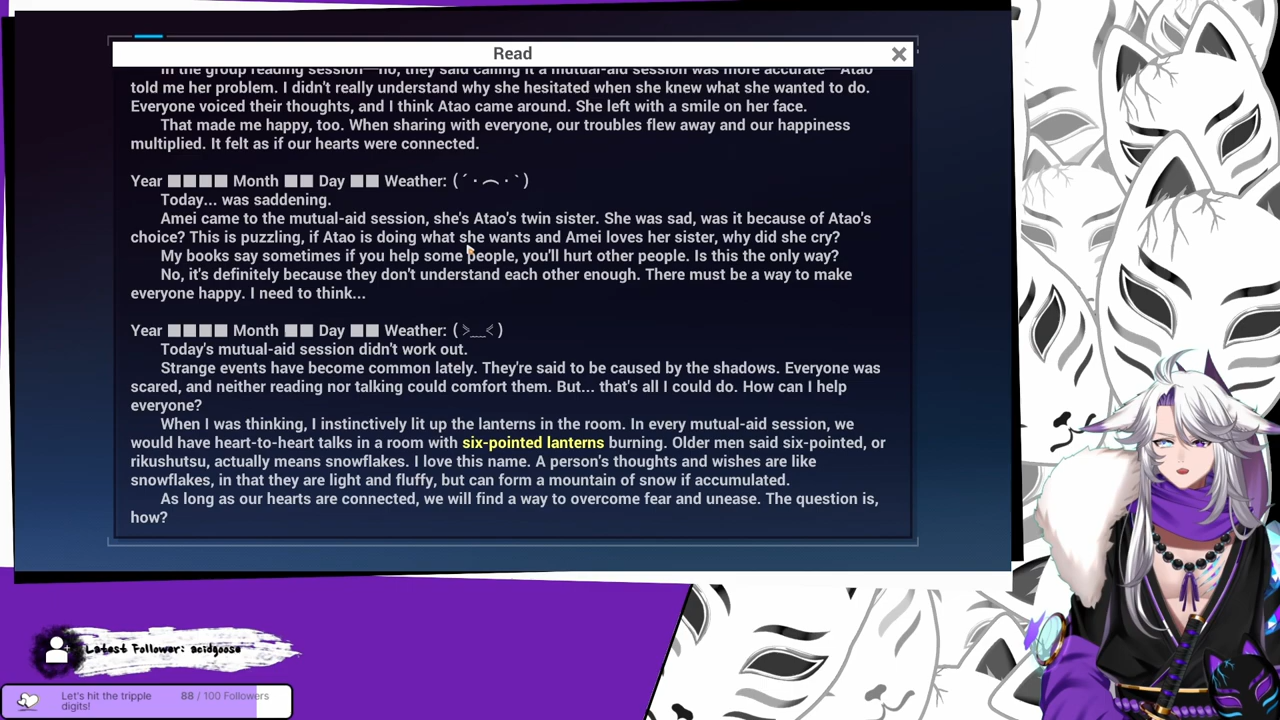 Read
In the group reading session—no, they said calling it a mutual-aid session was more accurate—Atao
told me her problem. I didn't really understand why she hesitated when she knew what she wanted to do.
Everyone voiced their thoughts, and I think Atao came around. She left with a smile on her face.
That made me happy, too. When sharing with everyone, our troubles flew away and our happiness
multiplied. It felt as if our hearts were connected.
Year ■■■■ Month ■■ Day ■■ Weather: (´・︵・`)
Today... was saddening.
Amei came to the mutual-aid session, she's Atao's twin sister. She was sad, was it because of Atao's
choice? This is puzzling, if Atao is doing what she wants and Amei loves her sister, why did she cry?
My books say sometimes if you help some people, you'll hurt other people. Is this the only way?
No, it's definitely because they don't understand each other enough. There must be a way to make
everyone happy. I need to think...
Year ■■■■ Month ■■ Day ■■ Weather: (⋟﹏⋞)
Today's mutual-aid session didn't work out.
Strange events have become common lately. They're said to be caused by the shadows. Everyone was
scared, and neither reading nor talking could comfort them. But... that's all I could do. How can I help
everyone?
When I was thinking, I instinctively lit up the lanterns in the room. In every mutual-aid session, we
would have heart-to-heart talks in a room with six-pointed lanterns burning. Older men said six-pointed, or
rikushutsu, actually means snowflakes. I love this name. A person's thoughts and wishes are like
snowflakes, in that they are light and fluffy, but can form a mountain of snow if accumulated.
As long as our hearts are connected, we will find a way to overcome fear and unease. The question is,
how?
Latest Follower: acidgoose
Let's hit the tripple
digits!
88 / 100 Followers